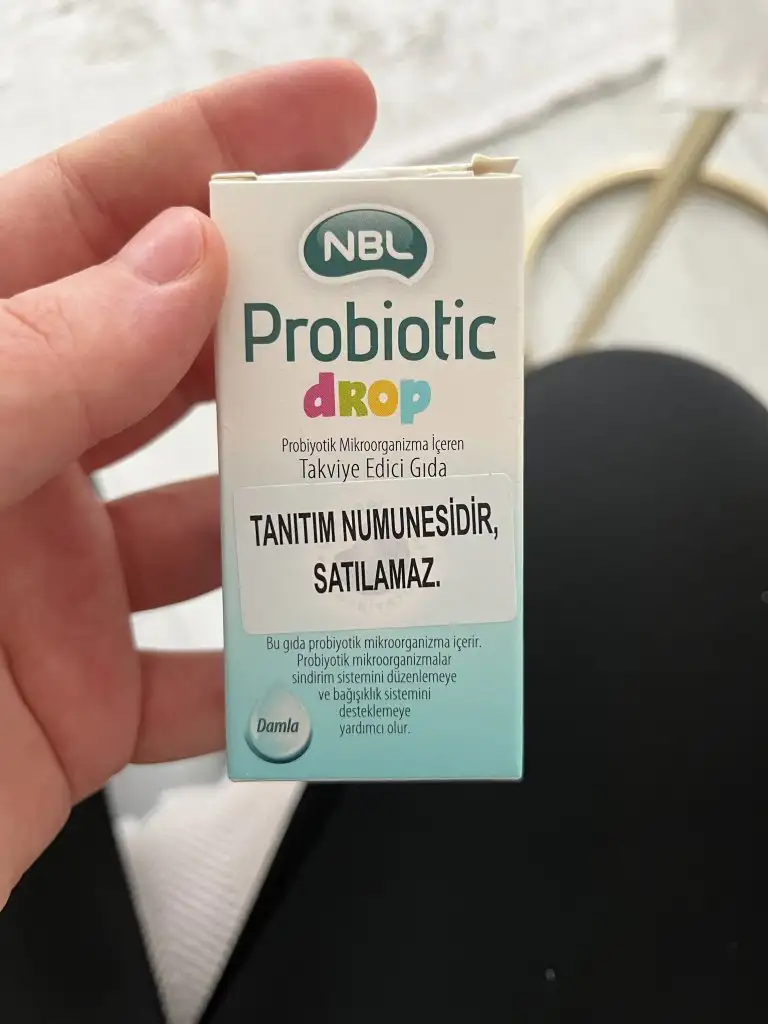 NBL
Probiotic
drop
Probiyotik Mikroorganizma İçeren
Takviye Edici Gıda
TANITIM NUMUNESİDİR,
SATILAMAZ.
Bu gıda probiyotik mikroorganizma içerir.
Probiyotik mikroorganizmalar
sindirim sistemini düzenlemeye
ve bağışıklık sistemini
desteklemeye
yardımcı olur.
Damla